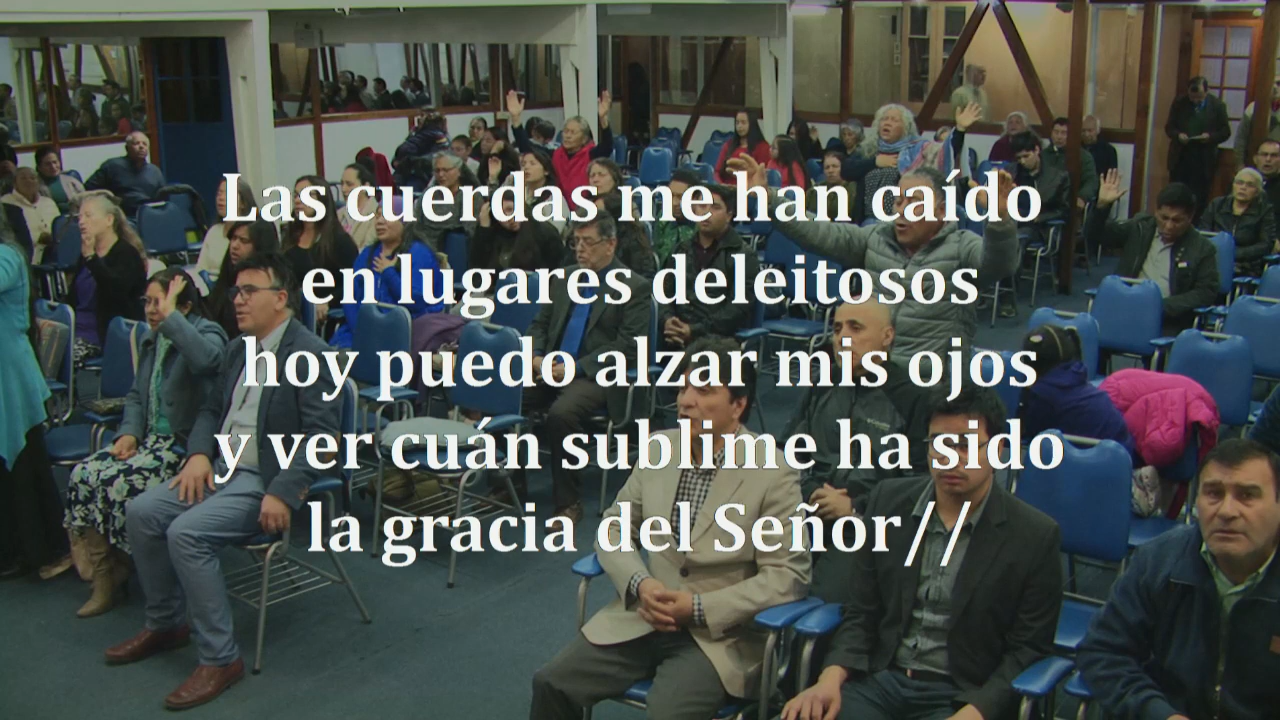 Las cuerdas me han caído
en lugares deleitosos
hoy puedo alzar mis ojos
y ver cuán sublime ha sido
la gracia del Señor//